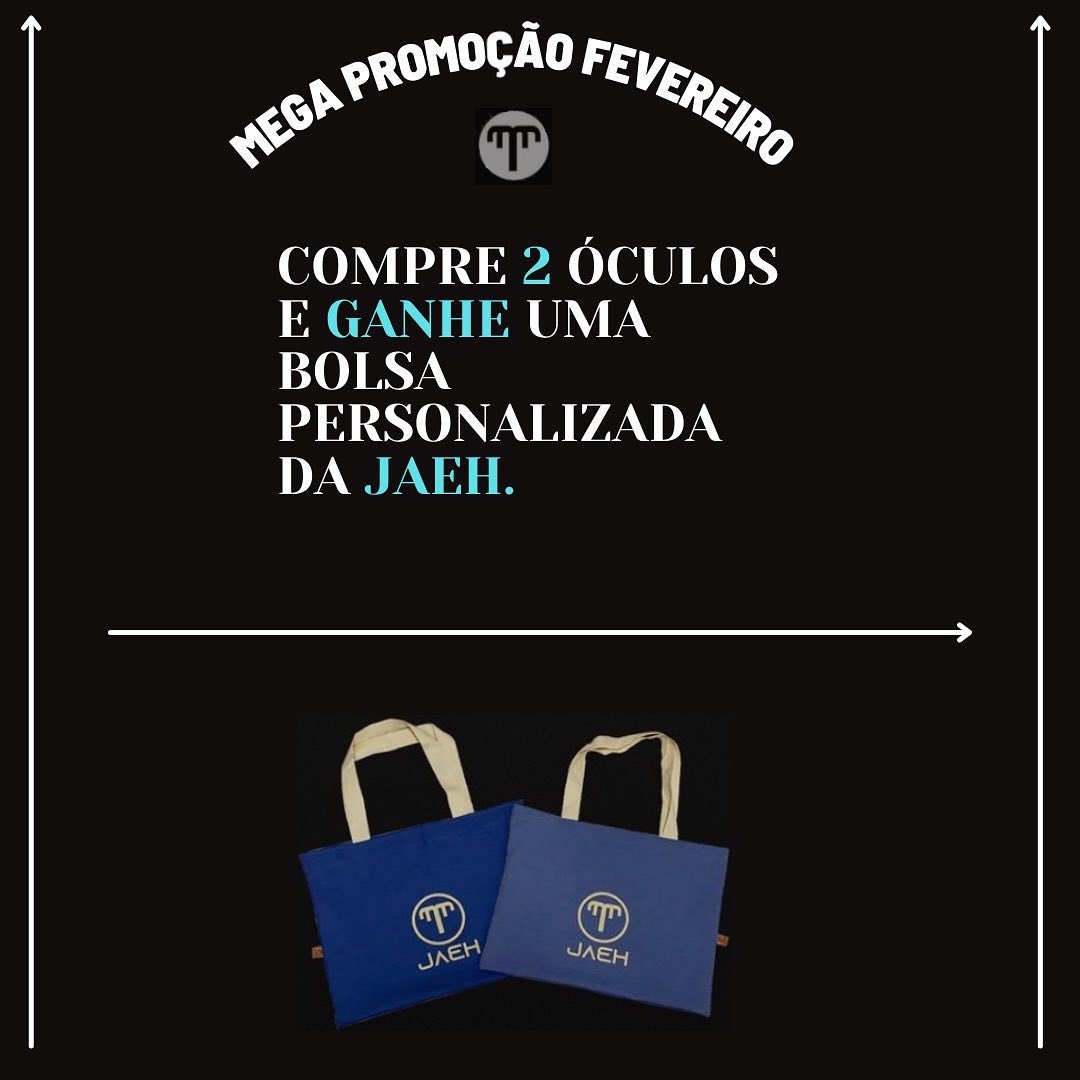 MEGA PROMOÇÃO FEVEREIRO
COMPRE 2 ÓCULOS
E GANHE UMA
BOLSA
PERSONALIZADA
DA JAEH.
JAEH
JAEH